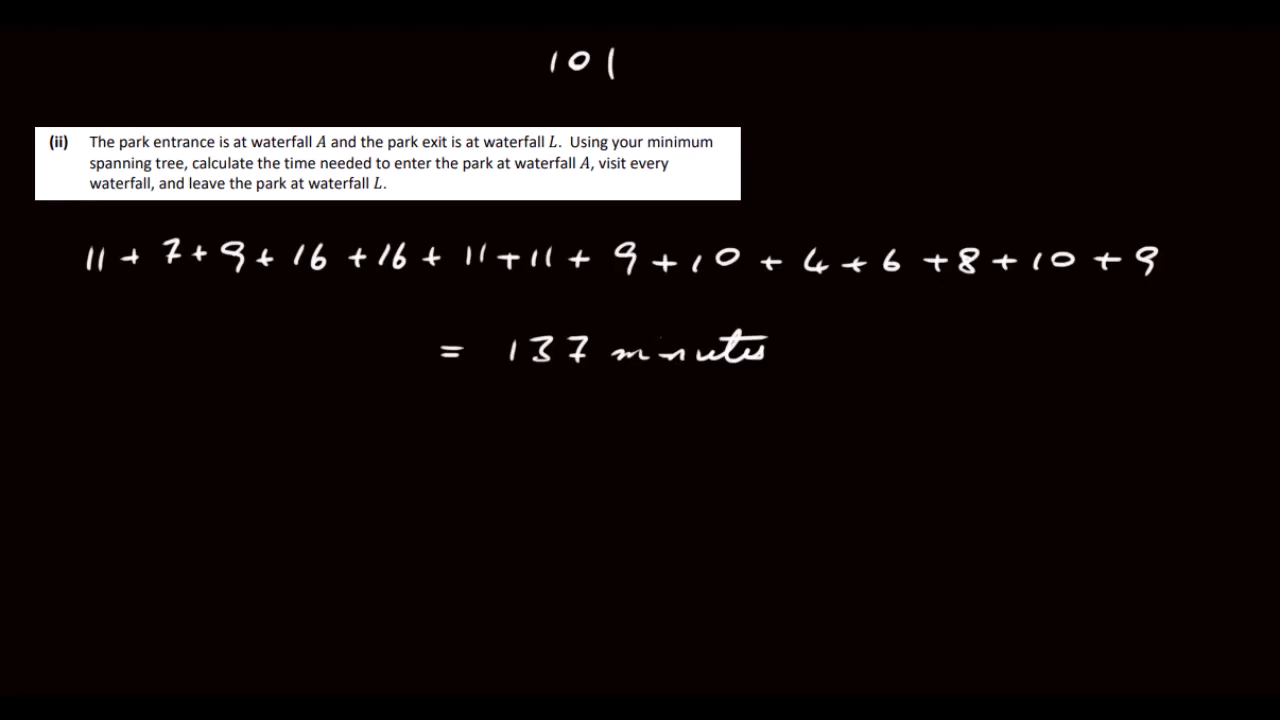 101
(ii) The park entrance is at waterfall A and the park exit is at waterfall L. Using your minimum
spanning tree, calculate the time needed to enter the park at waterfall A, visit every
waterfall, and leave the park at waterfall L.
11 + 7 + 9 + 16 + 16 + 11 + 11 + 9 + 10 + 4 + 6 + 8 + 10 + 9
= 137 minutes